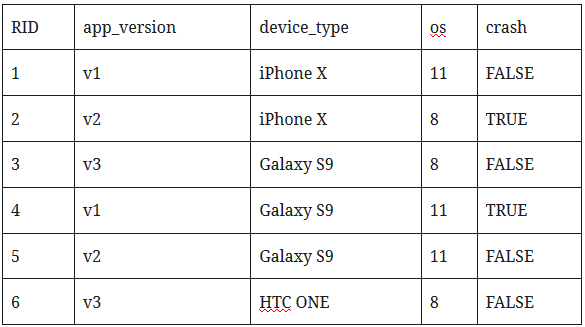 RID app_version device_type os crash
1 v1 iPhone X 11 FALSE
2 v2 iPhone X 8 TRUE
3 v3 Galaxy S9 8 FALSE
4 v1 Galaxy S9 11 TRUE
5 v2 Galaxy S9 11 FALSE
6 v3 HTC ONE 8 FALSE